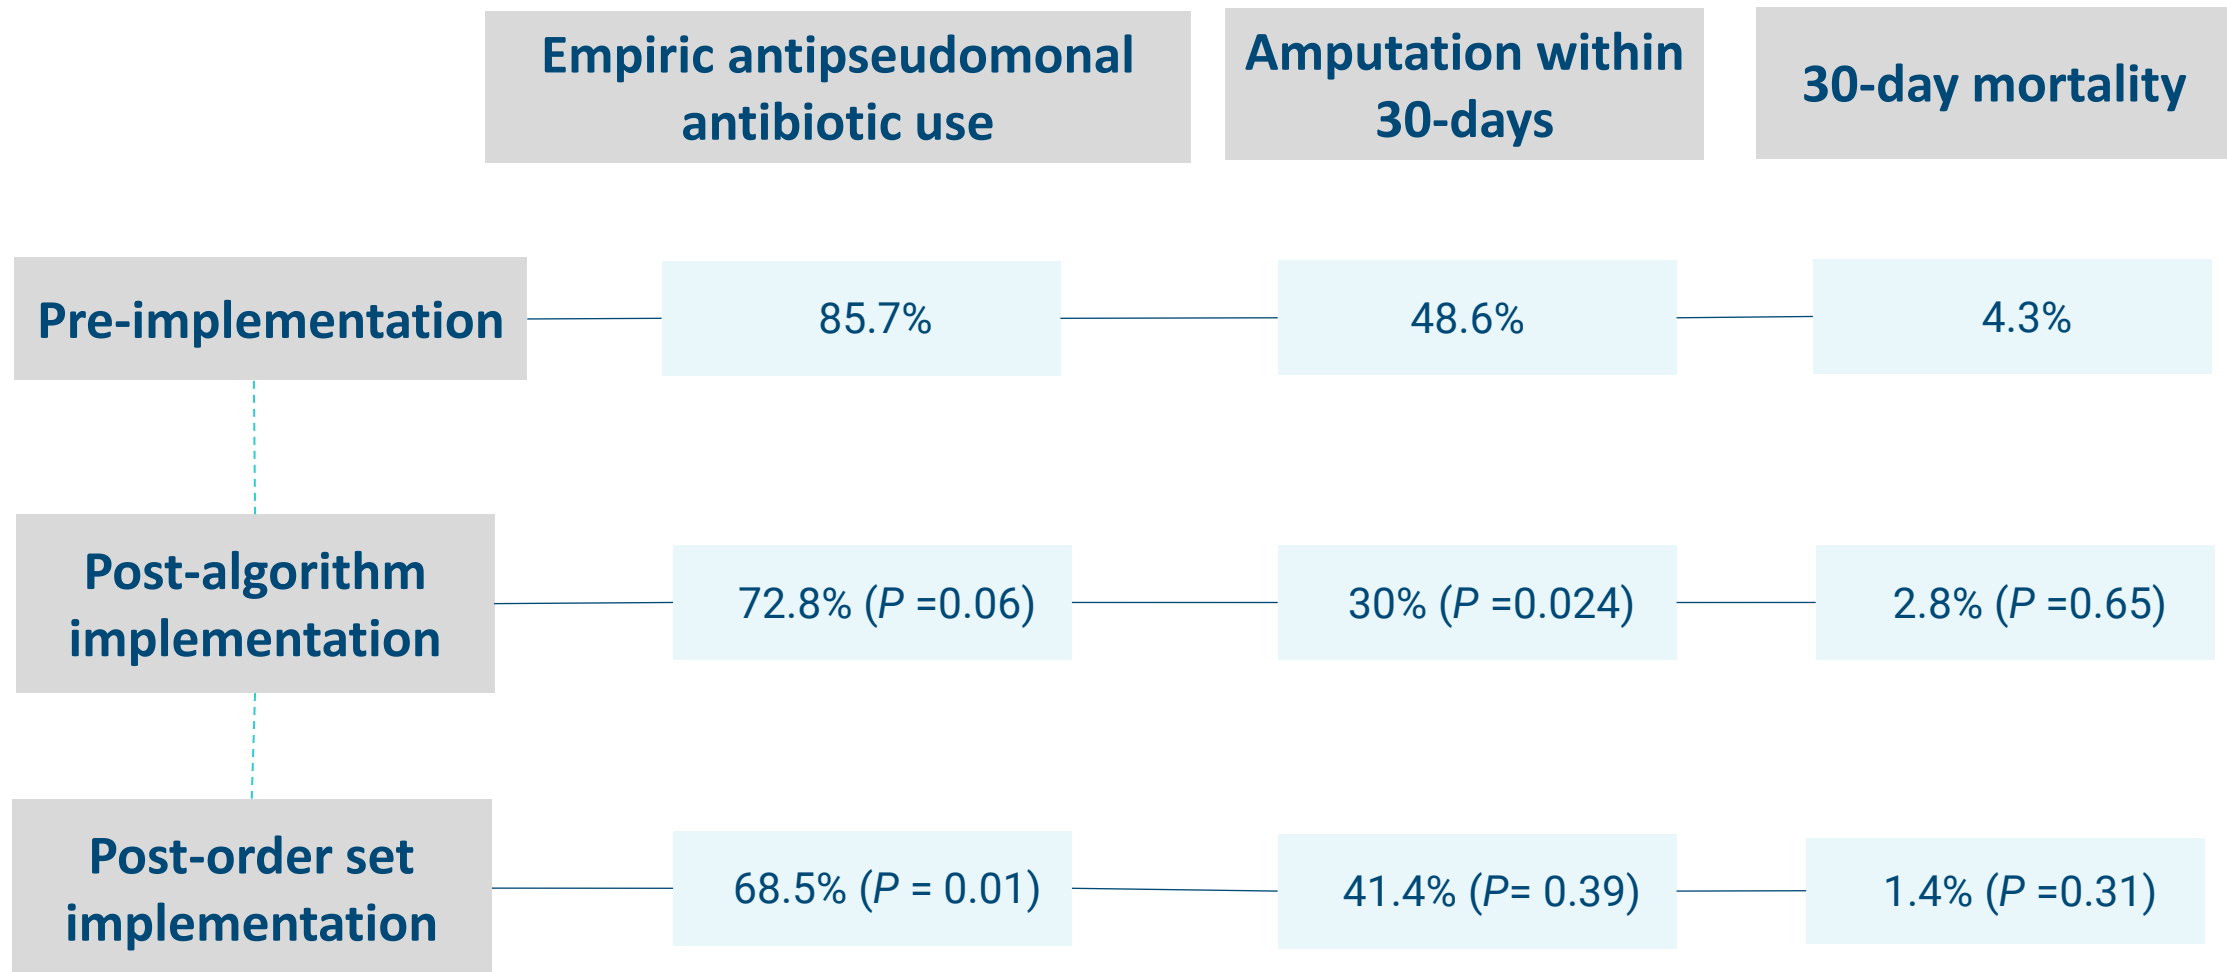 Empiric antipseudomonal
antibiotic use
Amputation within
30-days
30-day mortality
Pre-implementation
85.7%
48.6%
4.3%
Post-algorithm
implementation
72.8% (P =0.06)
30% (P =0.024)
2.8% (P =0.65)
Post-order set
implementation
68.5% (P = 0.01)
41.4% (P= 0.39)
1.4% (P =0.31)